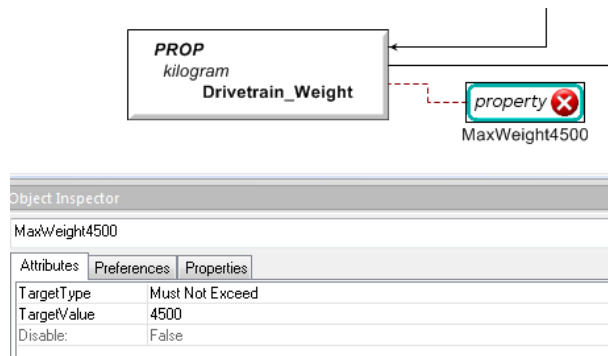 PROP
kilogram
Drivetrain_Weight
property
MaxWeight4500
Object Inspector
MaxWeight4500
Attributes Preferences Properties
TargetType Must Not Exceed
TargetValue 4500
Disable: False